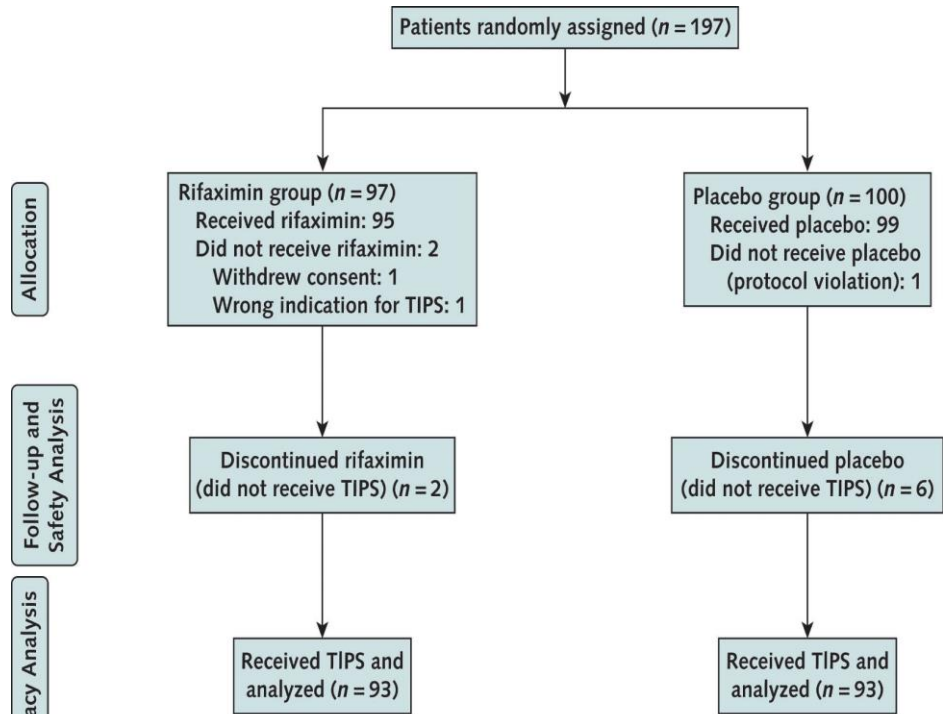 Patients randomly assigned (n = 197)
Allocation
Rifaximin group (n = 97)
Received rifaximin: 95
Did not receive rifaximin: 2
Withdrew consent: 1
Wrong indication for TIPS: 1
Placebo group (n = 100)
Received placebo: 99
Did not receive placebo
(protocol violation): 1
Follow-up and
Safety Analysis
Discontinued rifaximin
(did not receive TIPS) (n = 2)
Discontinued placebo
(did not receive TIPS) (n = 6)
acy Analysis
Received TIPS and
analyzed (n = 93)
Received TIPS and
analyzed (n = 93)